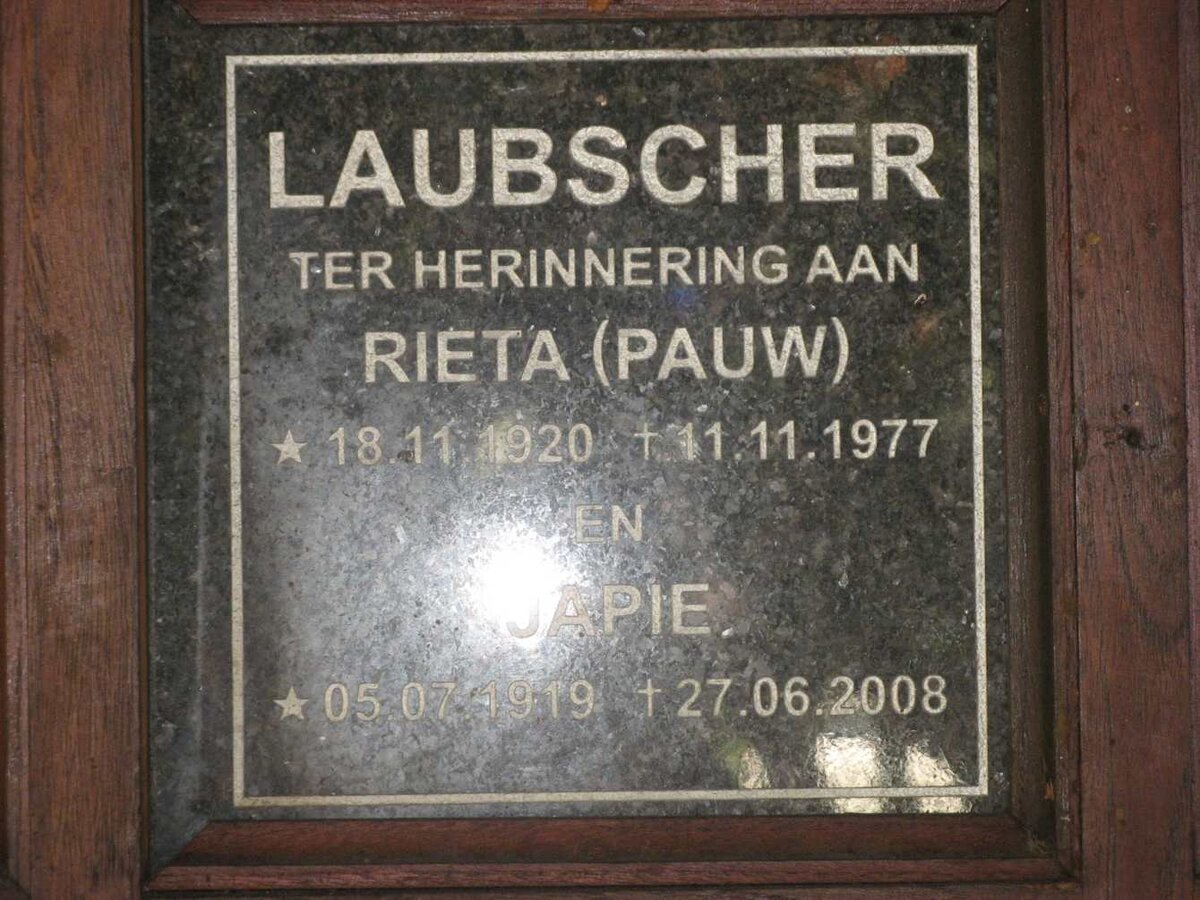 LAUBSCHER
TER HERINNERING AAN
RIETA (PAUW)
★ 18.11.1920 † 11.11.1977
EN
JAPIE
★ 05.07.1919 † 27.06.2008